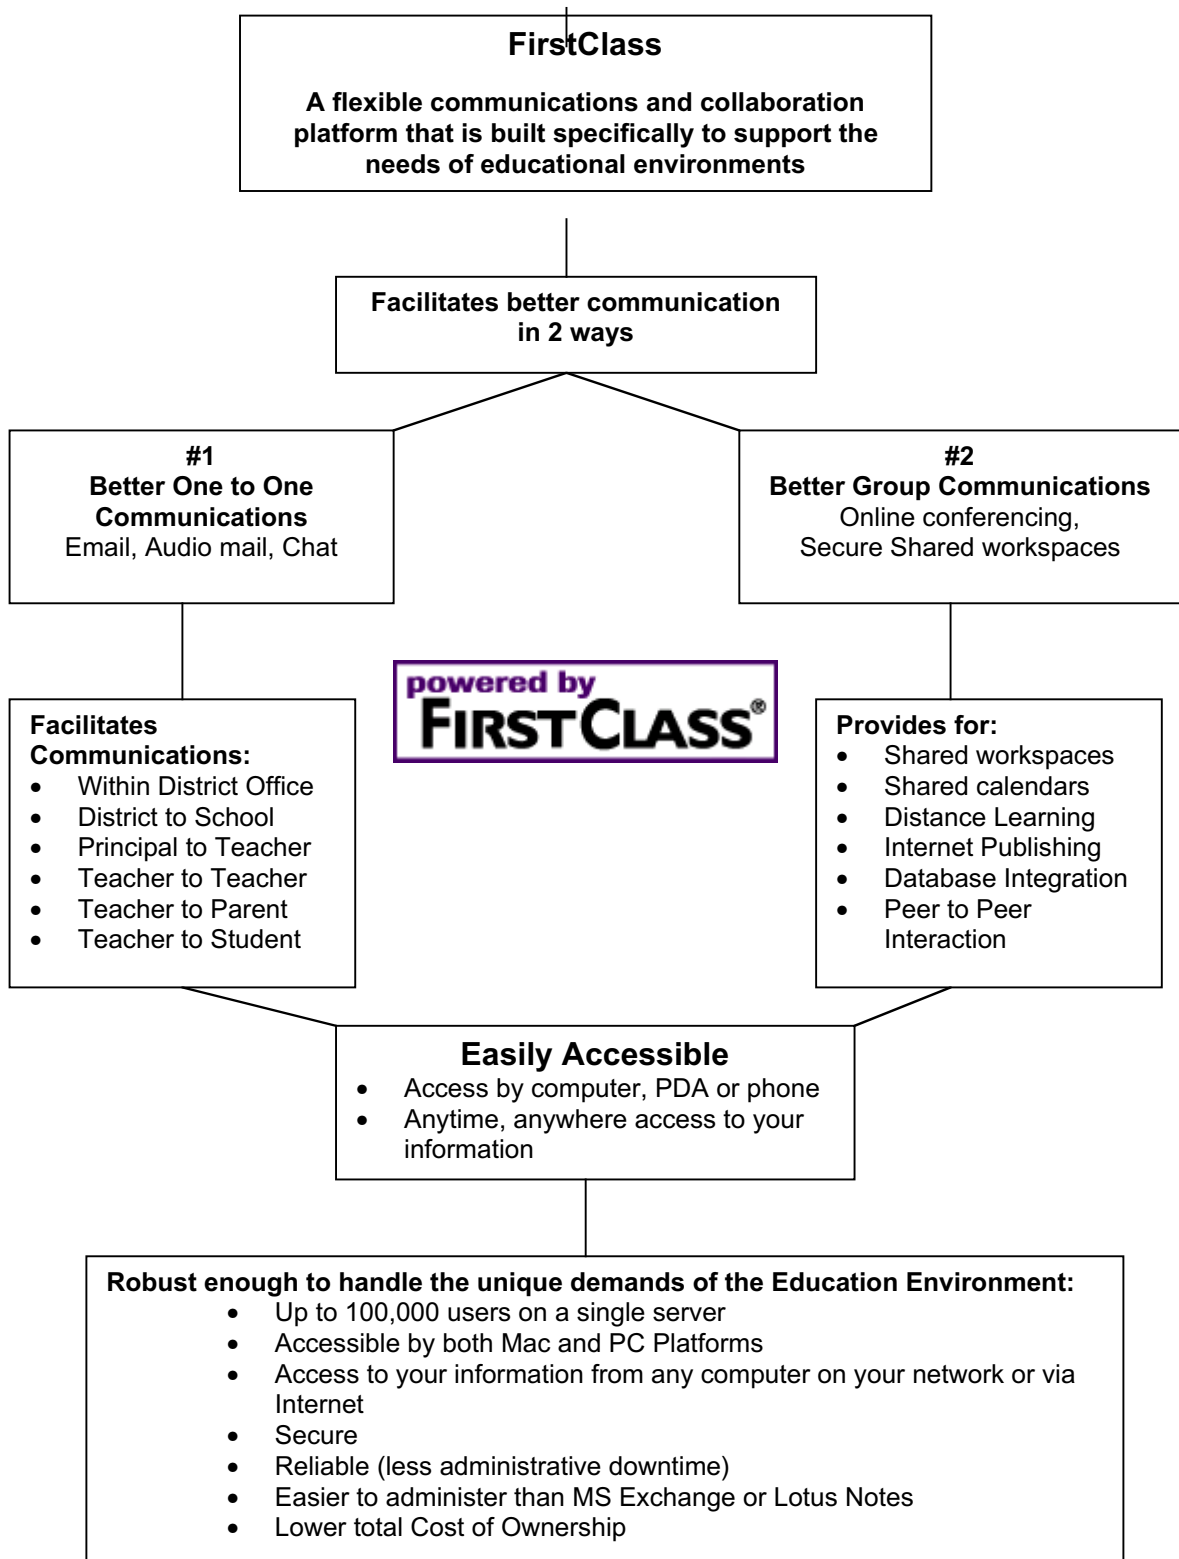 FirstClass
A flexible communications and collaboration
platform that is built specifically to support the
needs of educational environments
Facilitates better communication
in 2 ways
#1
Better One to One
Communications
Email, Audio mail, Chat
#2
Better Group Communications
Online conferencing,
Secure Shared workspaces
powered by
FIRSTCLASS®
Facilitates
Communications:
• Within District Office
• District to School
• Principal to Teacher
• Teacher to Teacher
• Teacher to Parent
• Teacher to Student
Provides for:
• Shared workspaces
• Shared calendars
• Distance Learning
• Internet Publishing
• Database Integration
• Peer to Peer
Interaction
Easily Accessible
• Access by computer, PDA or phone
• Anytime, anywhere access to your
information
Robust enough to handle the unique demands of the Education Environment:
• Up to 100,000 users on a single server
• Accessible by both Mac and PC Platforms
• Access to your information from any computer on your network or via
Internet
• Secure
• Reliable (less administrative downtime)
• Easier to administer than MS Exchange or Lotus Notes
• Lower total Cost of Ownership